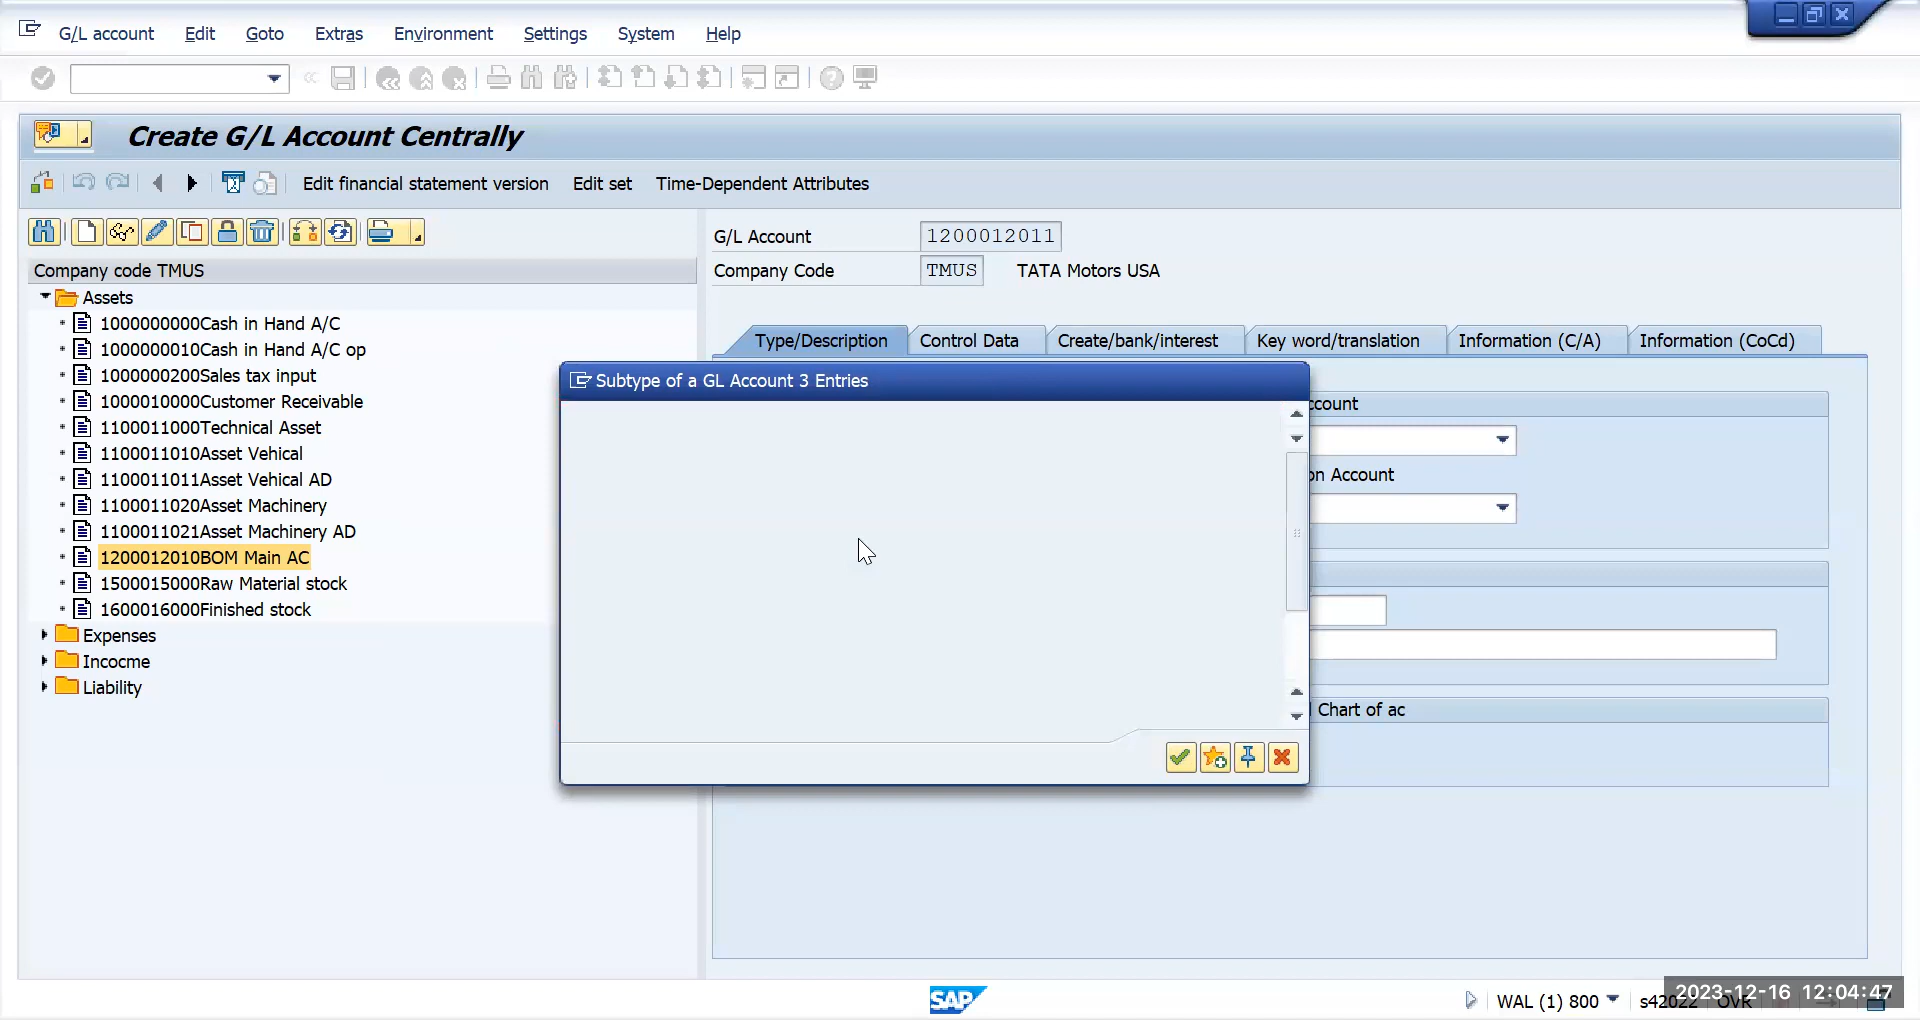 G/L account Edit Goto Extras Environment Settings System Help
Create G/L Account Centrally
Edit financial statement version Edit set Time-Dependent Attributes
G/L Account 1200012011
Company Code TMUS TATA Motors USA
Company code TMUS
Assets
1000000000Cash in Hand A/C
1000000010Cash in Hand A/C op
1000000200Sales tax input
1000010000Customer Receivable
1100011000Technical Asset
1100011010Asset Vehical
1100011011Asset Vehical AD
1100011020Asset Machinery
1100011021Asset Machinery AD
1200012010BOM Main AC
1500015000Raw Material stock
1600016000Finished stock
Expenses
Incocme
Liability
Type/Description Control Data Create/bank/interest Key word/translation Information (C/A) Information (CoCd)
Subtype of a GL Account 3 Entries
ccount
on Account
Chart of ac
SAP
WAL (1) 800 s42022 OVR
2023-12-16 12:04:47